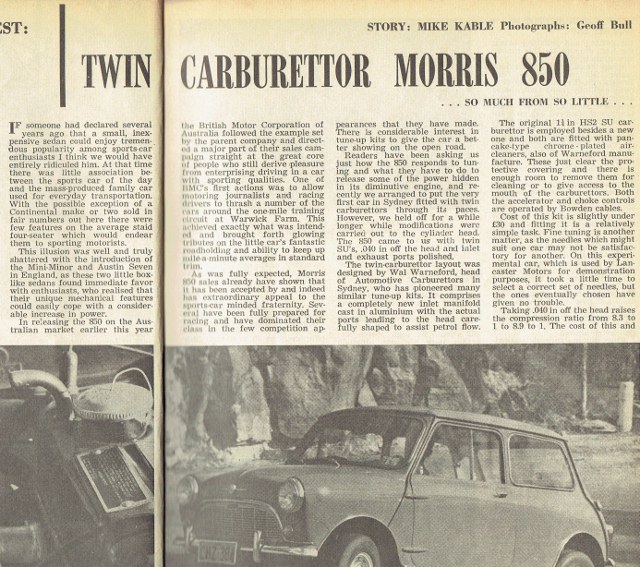 EST:
STORY: MIKE KABLE Photographs: Geoff Bull
TWIN CARBURETTOR MORRIS 850
. . . SO MUCH FROM SO LITTLE . . .
IF someone had declared several
years ago that a small, inex-
pensive sedan could enjoy tremen-
dous popularity among sports-car
enthusiasts I think we would have
entirely ridiculed him. At that time
there was little association be-
tween the sports car of the day
and the mass-produced family car
used for everyday transportation.
With the possible exception of a
Continental make or two sold in
fair numbers out here there were
few features on the average staid
four-seater which would endear
them to sporting motorists.
This illusion was well and truly
shattered with the introduction of
the Mini-Minor and Austin Seven
in England, as these two little box-
like sedans found immediate favor
with enthusiasts, who realised that
their unique mechanical features
could easily cope with a consider-
able increase in power.
In releasing the 850 on the Aus-
tralian market earlier this year
the British Motor Corporation of
Australia followed the example set
by the parent company and direct-
ed a major part of their sales cam-
paign straight at the great core
of people who still derive pleasure
from enterprising driving in a car
with sporting qualities. One of
BMC's first actions was to allow
motoring journalists and racing
drivers to thrash a number of the
cars around the one-mile training
circuit at Warwick Farm. This
achieved exactly what was intend-
ed and brought forth glowing
tributes on the little car's fantastic
roadholding and ability to keep up
mile-a-minute averages in standard
trim.
As was fully expected, Morris
850 sales already have shown that
it has been accepted by and indeed
has extraordinary appeal to the
sports-car minded fraternity. Sev-
eral have been fully prepared for
racing and have dominated their
class in the few competition ap-
pearances that they have made.
There is considerable interest in
tune-up kits to give the car a bet-
ter showing on the open road.
Readers have been asking us
just how the 850 responds to tun-
ing and what they have to do to
release some of the power hidden
in its diminutive engine, and re-
cently we arranged to put the very
first car in Sydney fitted with twin
carburettors through its paces.
However, we held off for a while
longer while modifications were
carried out to the cylinder head.
The 850 came to us with twin
SU's, .040 in off the head and inlet
and exhaust ports polished.
The twin-carburettor layout was
designed by Wal Warneford, head
of Automotive Carburettors in
Sydney, who has pioneered many
similar tune-up kits. It comprises
a completely new inlet manifold
cast in aluminium with the actual
ports leading to the head care-
fully shaped to assist petrol flow.
The original 1¼in HS2 SU car-
burettor is employed besides a new
one and both are fitted with pan-
cake-type chrome-plated air-
cleaners, also of Warneford manu-
facture. These just clear the pro-
tective covering and there is
enough room to remove them for
cleaning or to give access to the
mouth of the carburettors. Both
the accelerator and choke controls
are operated by Bowden cables.
Cost of this kit is slightly under
£30 and fitting it is a relatively
simple task. Fine tuning is another
matter, as the needles which might
suit one car may not be satisfac-
tory for another. On this experi-
mental car, which is used by Lan-
caster Motors for demonstration
purposes, it took a little time to
select a correct set of needles, but
the ones eventually chosen have
given no trouble.
Taking .040 in off the head raises
the compression ratio from 8.3 to
1 to 8.9 to 1. The cost of this and